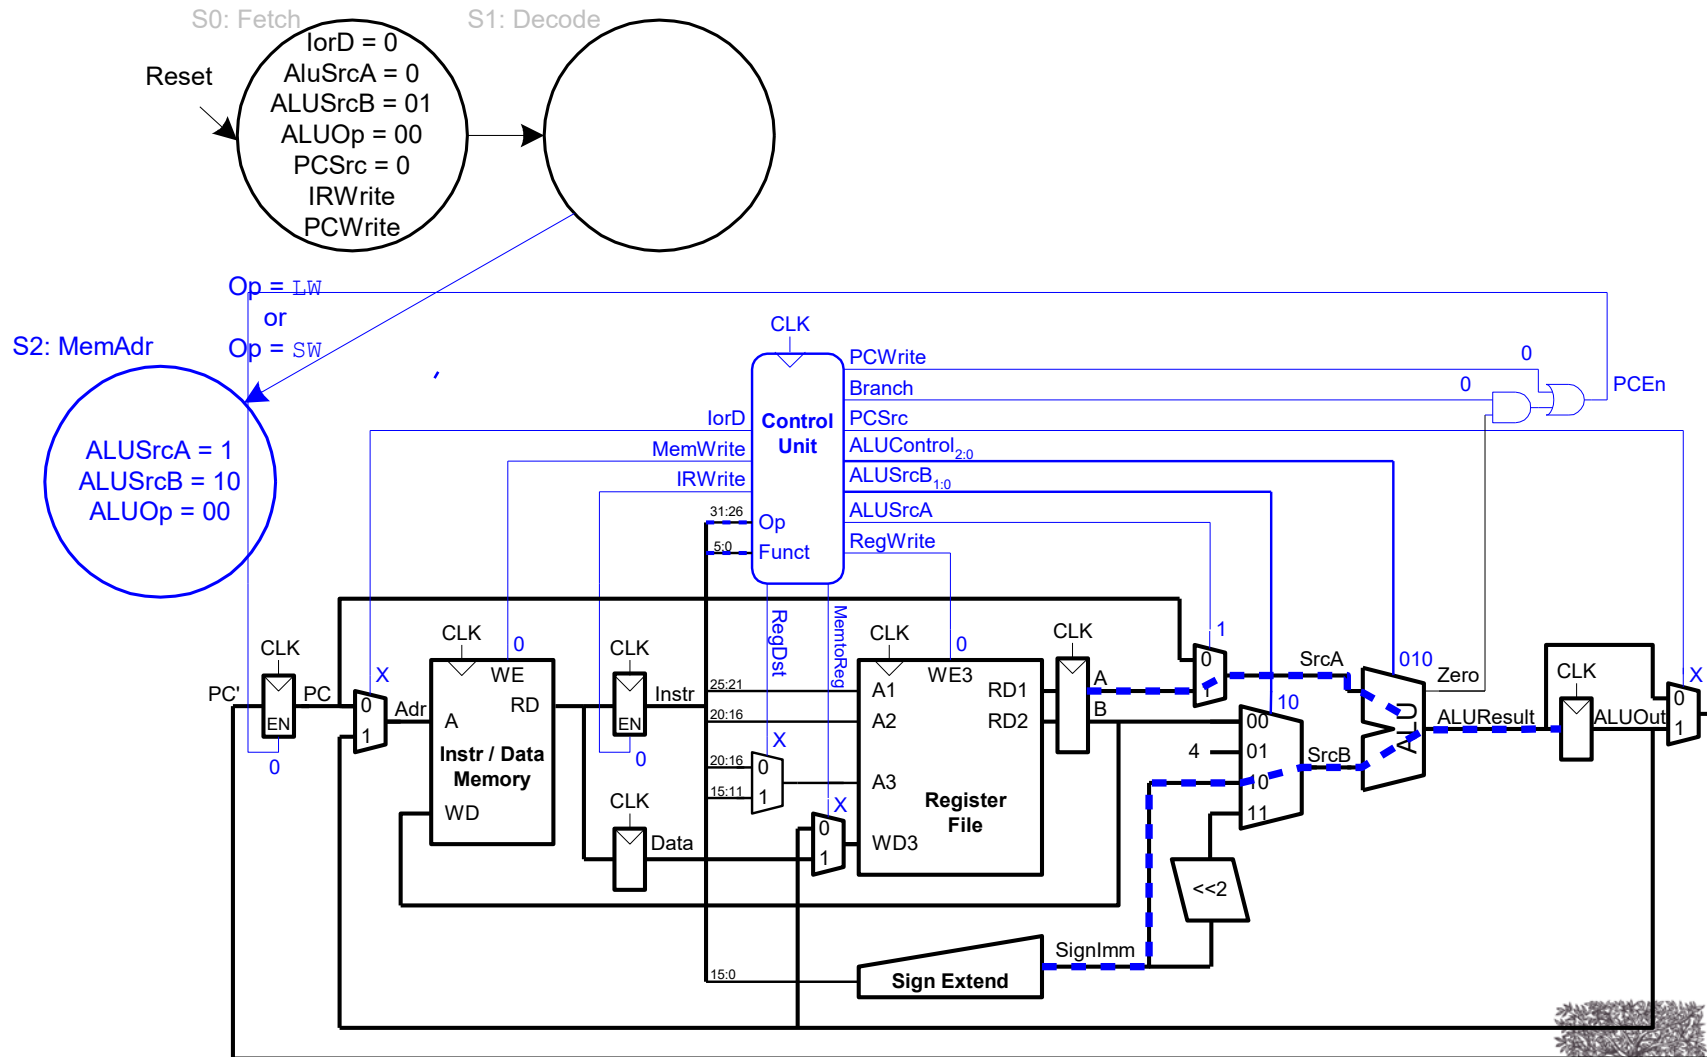 S0: Fetch
S1: Decode
Reset
IorD = 0
AluSrcA = 0
ALUSrcB = 01
ALUOp = 00
PCSrc = 0
IRWrite
PCWrite
Op = LW
or
Op = SW
S2: MemAdr
ALUSrcA = 1
ALUSrcB = 10
ALUOp = 00
CLK
PCWrite
0
Branch
0
PCEn
IorD
Control
Unit
PCSrc
MemWrite
ALUControl2:0
IRWrite
ALUSrcB1:0
31:26
Op
ALUSrcA
5:0
Funct
RegWrite
RegDst
MemtoReg
CLK
CLK
CLK
CLK
CLK
CLK
CLK
0
0
1
X
X
010
PC'
PC
EN
0
0
1
Adr
WE
A
RD
Instr / Data
Memory
WD
EN
0
Instr
Data
25:21
20:16
20:16
15:11
X
0
1
X
0
1
WE3
A1
RD1
A2
RD2
A3
Register
File
WD3
A
B
0
1
SrcA
10
00
4
01
10
11
SrcB
ALU
Zero
ALUResult
ALUOut
0
1
<<2
SignImm
15:0
Sign Extend